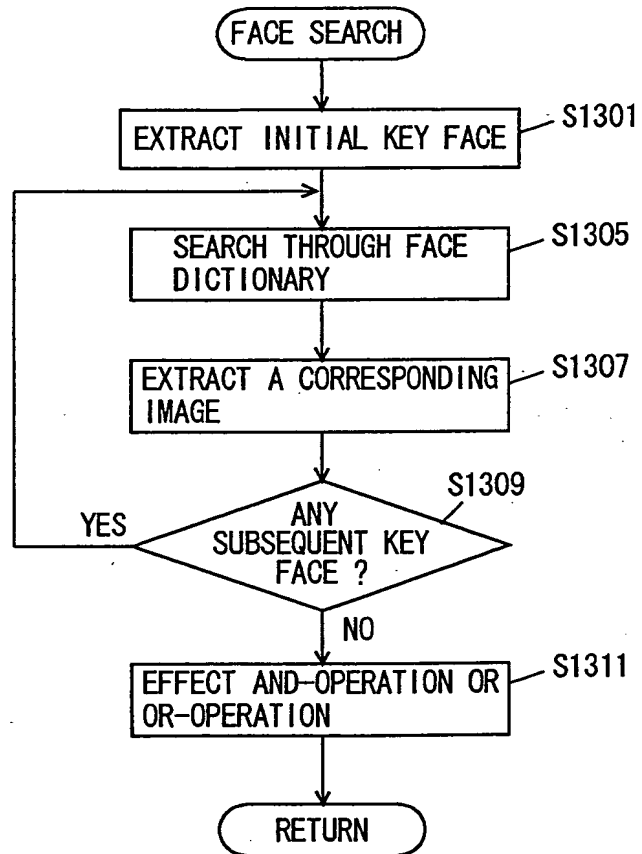 FACE SEARCH
S1301
EXTRACT INITIAL KEY FACE
SEARCH THROUGH FACE
DICTIONARY
S1305
EXTRACT A CORRESPONDING
IMAGE
S1307
S1309
YES
ANY
SUBSEQUENT KEY
FACE ?
NO
EFFECT AND-OPERATION OR
OR-OPERATION
S1311
RETURN